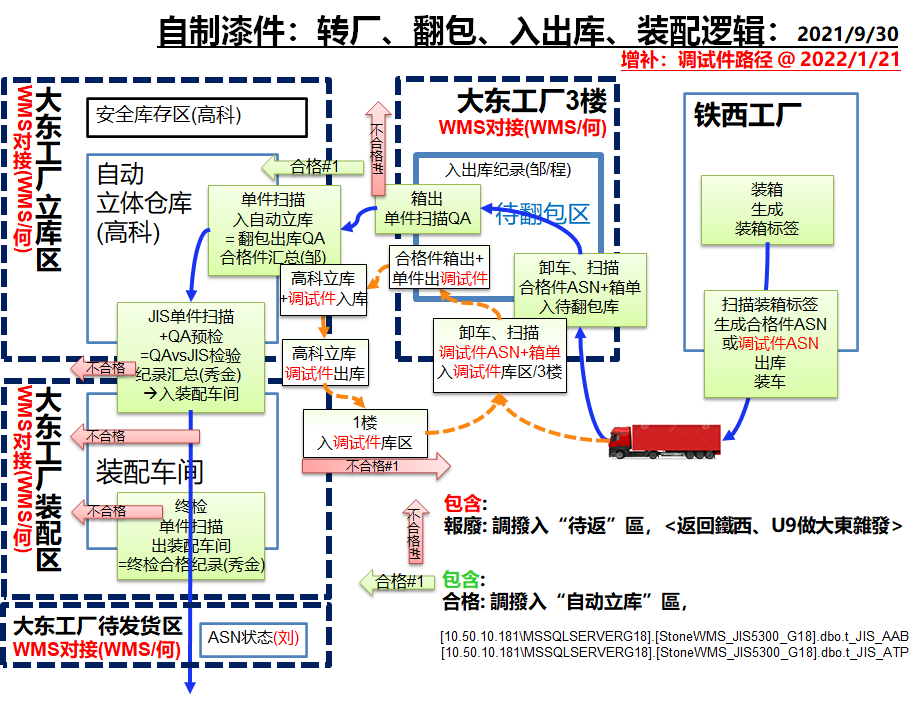 自制漆件：转厂、翻包、入出库、装配逻辑：2021/9/30
增补：调试件路径 @ 2022/1/21
大东工厂 立库区
WMS对接(WMS/何)
安全库存区(高科)
自动
立体仓库
(高科)
合格#1
不合格#1
单件扫描
入自动立库
= 翻包出库QA
合格件汇总(邹)
大东工厂3楼
WMS对接(WMS/何)
入出库纪录(邹/程)
待翻包区
箱出
单件扫描QA
合格件箱出+
单件出调试件
卸车、扫描
合格件ASN+箱单
入待翻包库
铁西工厂
装箱
生成
装箱标签
扫描装箱标签
生成合格件ASN
或调试件ASN
出库
装车
高科立库
+调试件入库
高科立库
调试件出库
卸车、扫描
调试件ASN+箱单
入调试件库区/3楼
1楼
入调试件库区
不合格#1
JIS单件扫描
+QA预检
=QAvsJIS检验
纪录汇总(秀金)
→入装配车间
不合格
大东工厂装配区
WMS对接(WMS/何)
不合格
装配车间
不合格
终检
单件扫描
出装配车间
=终检合格纪录(秀金)
大东工厂待发货区
WMS对接(WMS/何)
ASN状态(刘)
不合格#1
包含:
報廢: 調撥入“待返”區，<返回鐵西、U9做大東雜發>
合格#1
包含:
合格: 調撥入“自动立库”區，
[10.50.10.181\MSSQLSERVERG18].[StoneWMS_JIS5300_G18].dbo.t_JIS_AAB
[10.50.10.181\MSSQLSERVERG18].[StoneWMS_JIS5300_G18].dbo.t_JIS_ATP